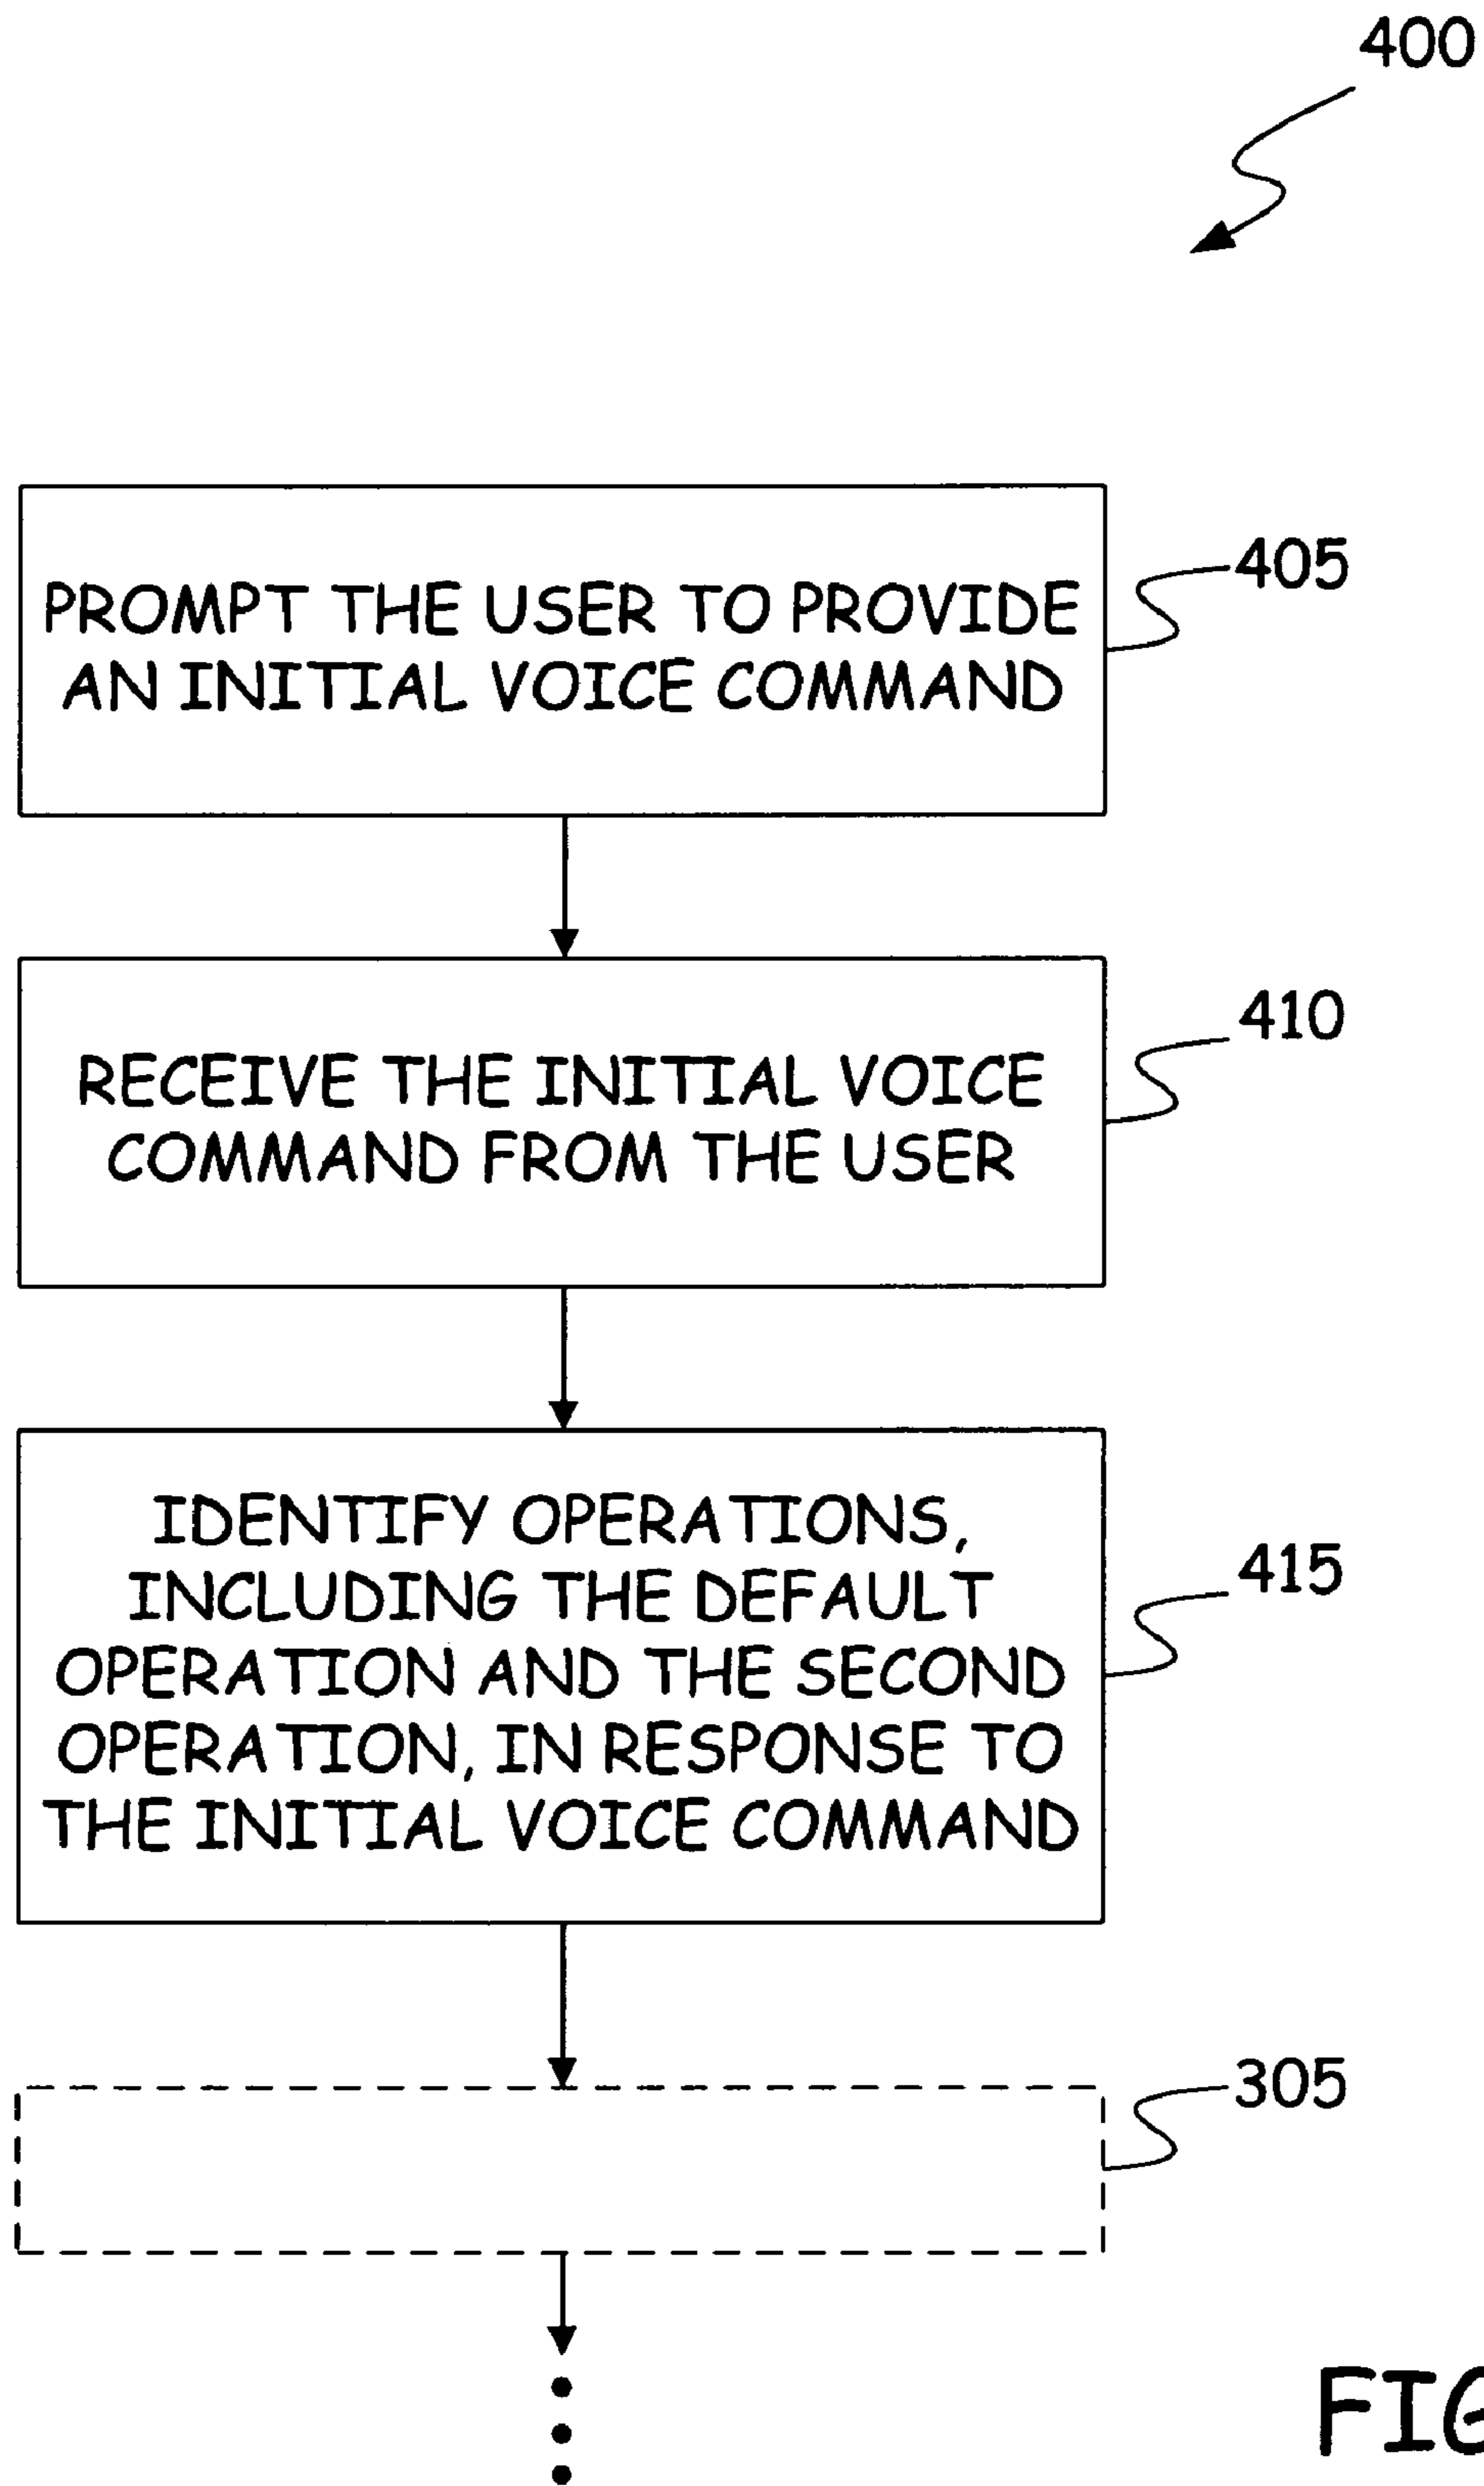 400
PROMPT THE USER TO PROVIDE
AN INITIAL VOICE COMMAND
405
RECEIVE THE INITIAL VOICE
COMMAND FROM THE USER
410
IDENTIFY OPERATIONS,
INCLUDING THE DEFAULT
OPERATION AND THE SECOND
OPERATION, IN RESPONSE TO
THE INITIAL VOICE COMMAND
415
305
FIG